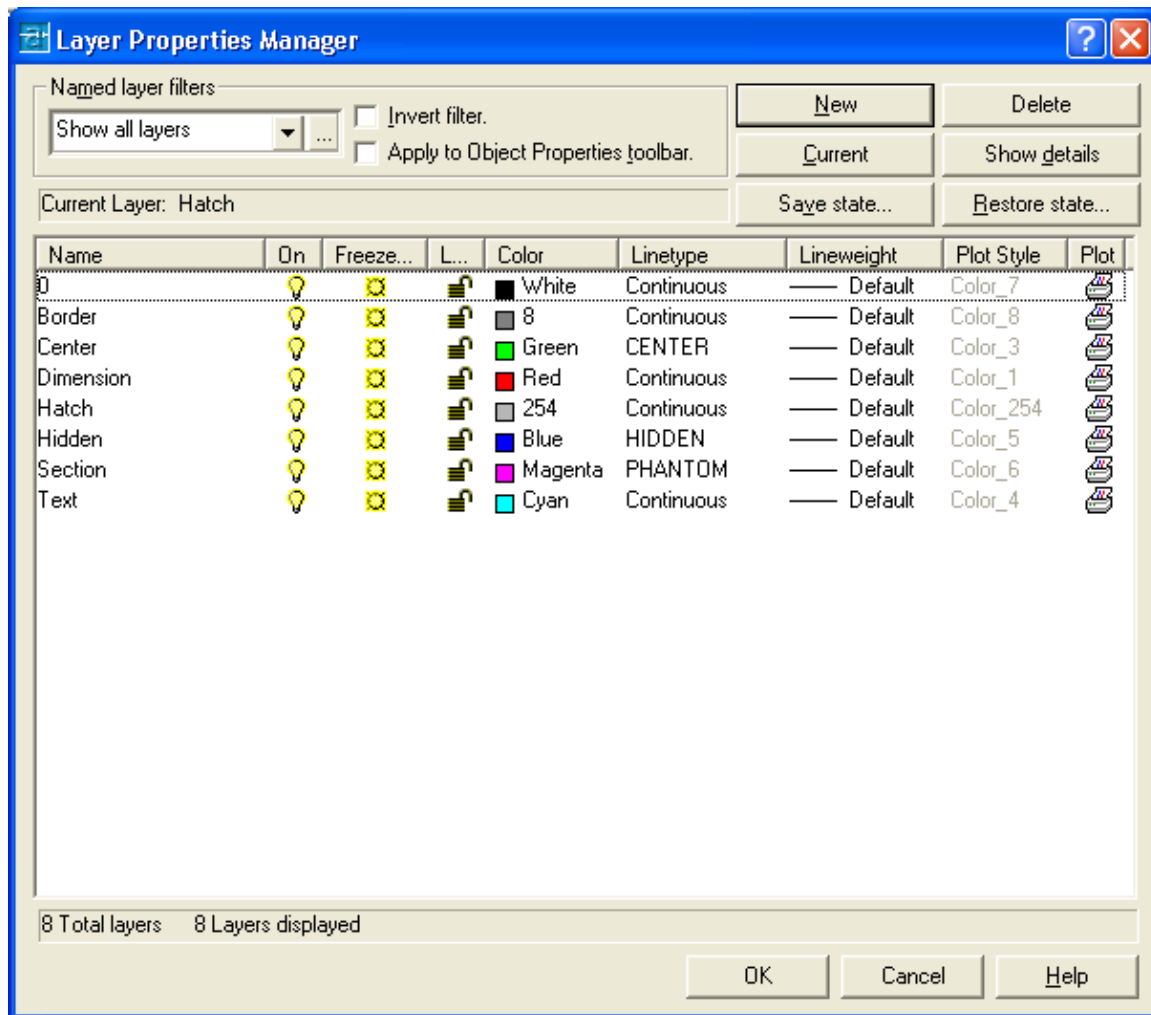 Layer Properties Manager
Named layer filters
Show all layers
...
Invert filter.
Apply to Object Properties toolbar.
New
Delete
Current
Show details
Current Layer: Hatch
Save state...
Restore state...
Name On Freeze... L... Color Linetype Lineweight Plot Style Plot
0 White Continuous Default Color_7
Border 8 Continuous Default Color_8
Center Green CENTER Default Color_3
Dimension Red Continuous Default Color_1
Hatch 254 Continuous Default Color_254
Hidden Blue HIDDEN Default Color_5
Section Magenta PHANTOM Default Color_6
Text Cyan Continuous Default Color_4
8 Total layers 8 Layers displayed
OK Cancel Help